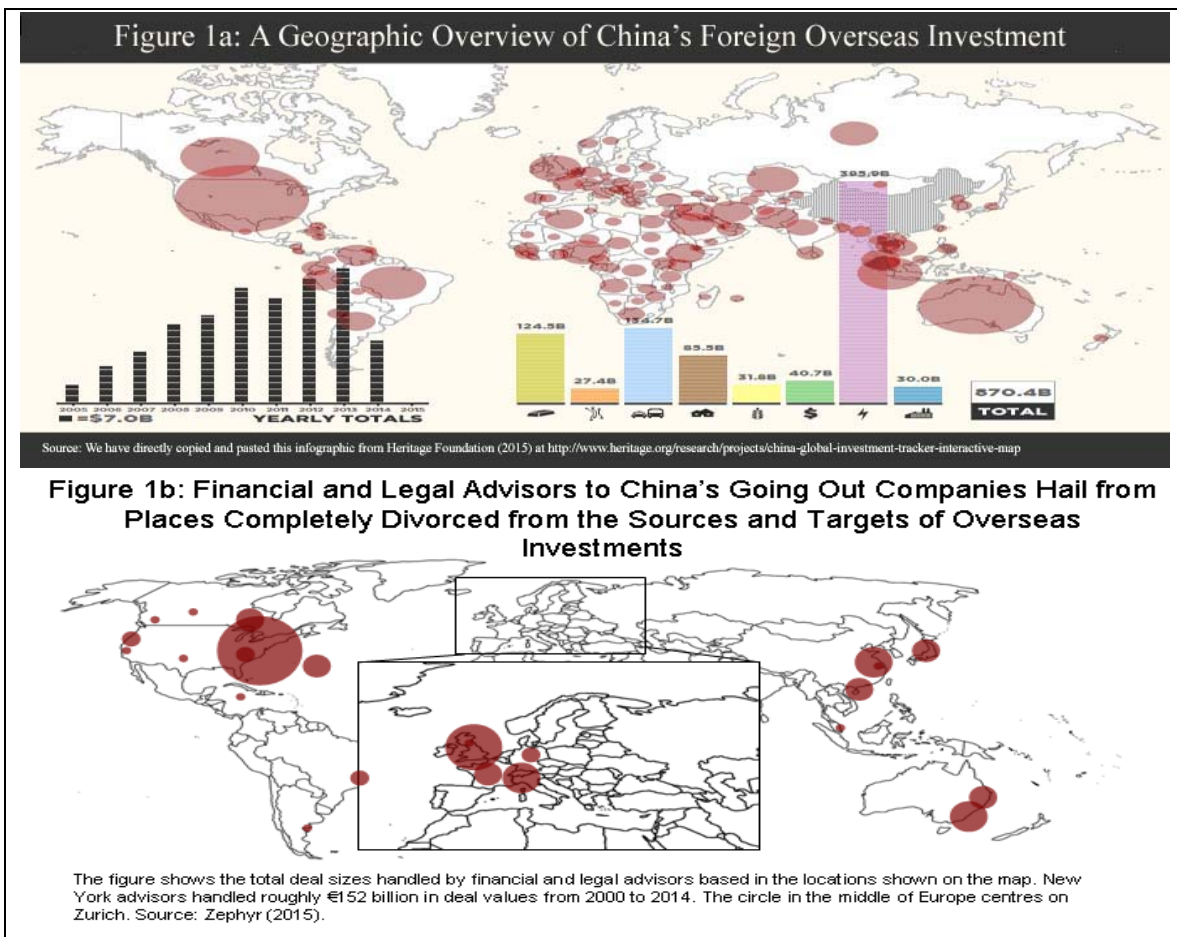 Figure 1a: A Geographic Overview of China's Foreign Overseas Investment
395.9B
124.5B
134.7B
85.5B
27.4B
31.8B
40.7B
30.0B
870.4B
TOTAL
2005 2006 2007 2008 2009 2010 2011 2012 2013 2014 2015
=$7.0B YEARLY TOTALS
$
Source: We have directly copied and pasted this infographic from Heritage Foundation (2015) at http://www.heritage.org/research/projects/china-global-investment-tracker-interactive-map
Figure 1b: Financial and Legal Advisors to China's Going Out Companies Hail from
Places Completely Divorced from the Sources and Targets of Overseas
Investments
The figure shows the total deal sizes handled by financial and legal advisors based in the locations shown on the map. New
York advisors handled roughly €152 billion in deal values from 2000 to 2014. The circle in the middle of Europe centres on
Zurich. Source: Zephyr (2015).